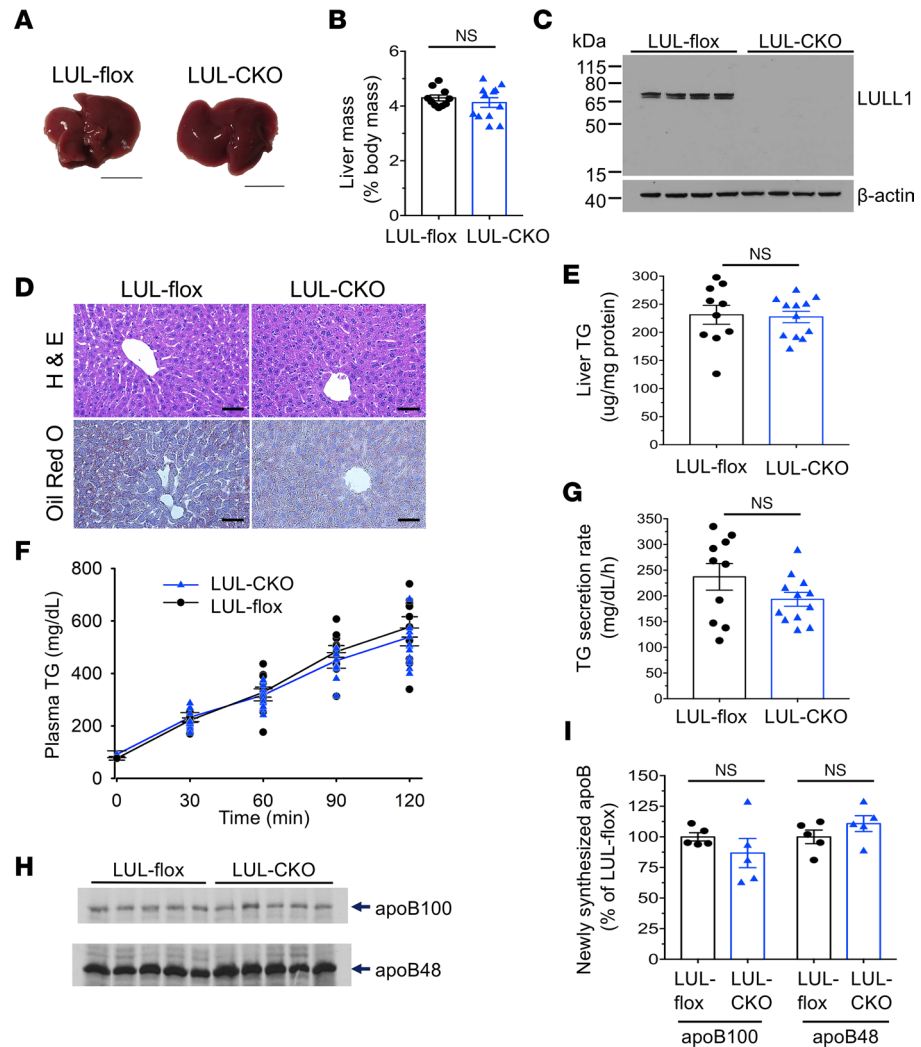 A
LUL-flox
LUL-CKO
B
NS
Liver mass
(% body mass)
6
4
2
0
LUL-flox
LUL-CKO
C
kDa
LUL-flox
LUL-CKO
115
80
65
50
15
40
LULL1
β-actin
D
LUL-flox
LUL-CKO
H & E
Oil Red O
E
NS
Liver TG
(ug/mg protein)
300
250
200
150
100
50
0
LUL-flox
LUL-CKO
F
LUL-CKO
LUL-flox
Plasma TG (mg/dL)
800
600
400
200
0
0
30
60
90
120
Time (min)
G
NS
TG secretion rate
(mg/dL/h)
350
300
250
200
150
100
50
0
LUL-flox
LUL-CKO
H
LUL-flox
LUL-CKO
apoB100
apoB48
I
NS
NS
Newly synthesized apoB
(% of LUL-flox)
150
125
100
75
50
25
0
LUL-
flox
LUL-
CKO
LUL-
flox
LUL-
CKO
apoB100
apoB48